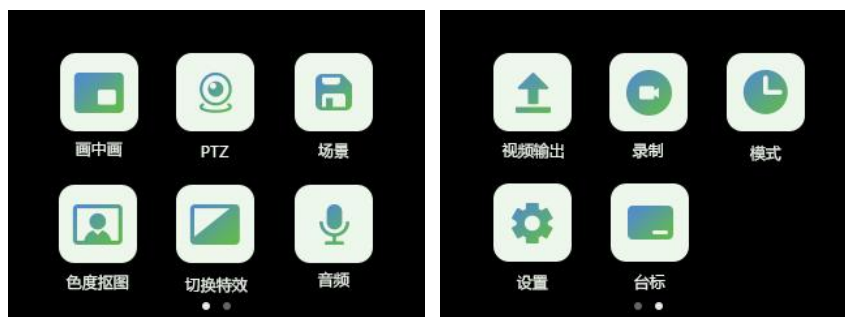 画中画
PTZ
场景
色度抠图
切换特效
音频
视频输出
录制
模式
设置
台标